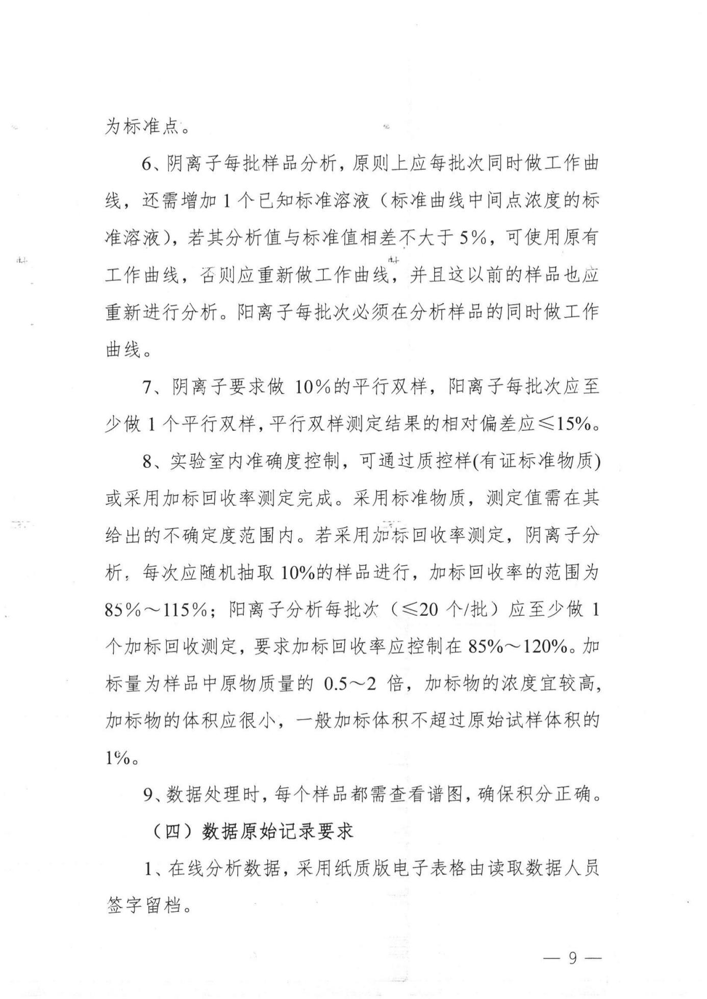 为标准点。
6、阴离子每批样品分析，原则上应每批次同时做工作曲
线，还需增加1个已知标准溶液（标准曲线中间点浓度的标
准溶液），若其分析值与标准值相差不大于5%，可使用原有
工作曲线，否则应重新做工作曲线，并且这以前的样品也应
重新进行分析。阳离子每批次必须在分析样品的同时做工作
曲线。
7、阴离子要求做 10%的平行双样，阳离子每批次应至
少做1个平行双样，平行双样测定结果的相对偏差应≤15%。
8、实验室内准确度控制，可通过质控样(有证标准物质)
或采用加标回收率测定完成。采用标准物质，测定值需在其
给出的不确定度范围内。若采用加标回收率测定，阴离子分
析，每次应随机抽取10%的样品进行，加标回收率的范围为
85%～115%；阳离子分析每批次（≤20 个/批）应至少做 1
个加标回收测定，要求加标回收率应控制在85%～120%。加
标量为样品中原物质量的 0.5～2 倍，加标物的浓度宜较高,
加标物的体积应很小，一般加标体积不超过原始试样体积的
1%。
9、数据处理时，每个样品都需查看谱图，确保积分正确。
（四）数据原始记录要求
1、在线分析数据，采用纸质版电子表格由读取数据人员
签字留档。
— 9 —